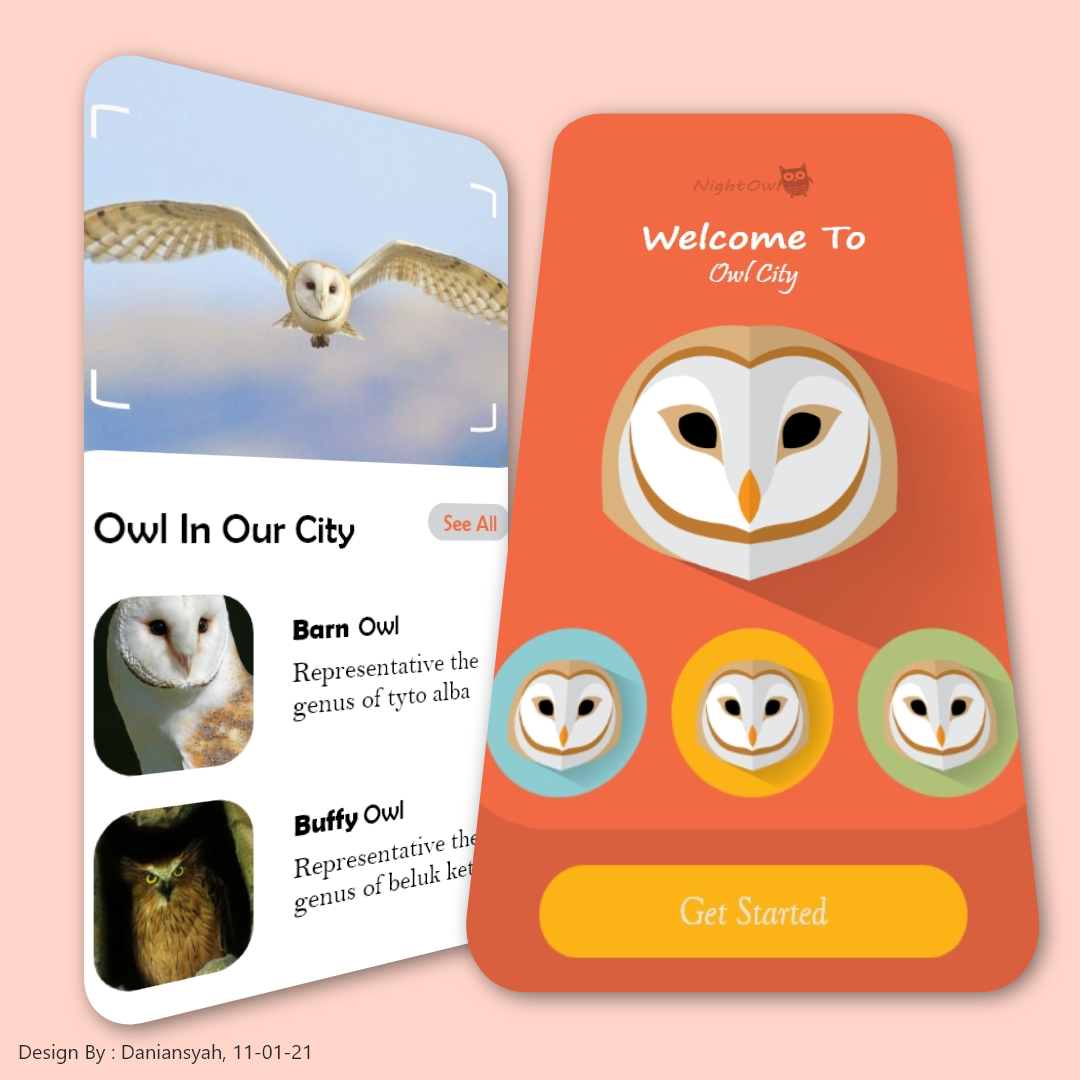 Owl In Our City
See All
Barn Owl
Representative the
genus of tyto alba
Buffy Owl
Representative the
genus of beluk
NightOwl
Welcome To
Owl City
Get Started
Design By : Daniansyah, 11-01-21